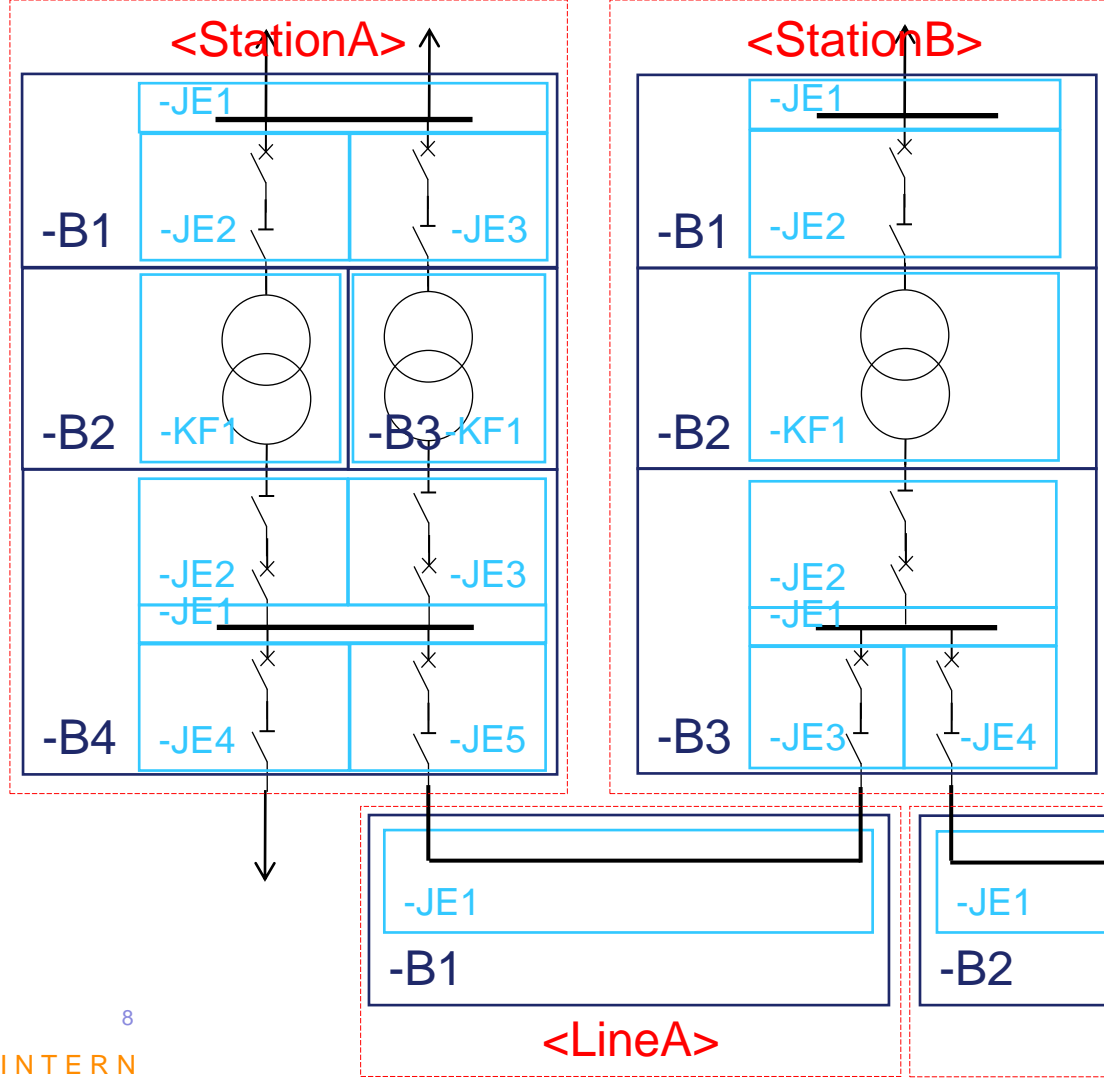 <StationA>
-JE1
-JE2
-JE3
-B1
-KF1
-B2
-B3
-KF1
-JE2
-JE3
-JE1
-JE4
-JE5
-B4
<StationB>
-JE1
-JE2
-B1
-KF1
-B2
-JE2
-JE1
-JE3
-JE4
-B3
-JE1
-B1
<LineA>
-JE1
-B2
8
INTERN